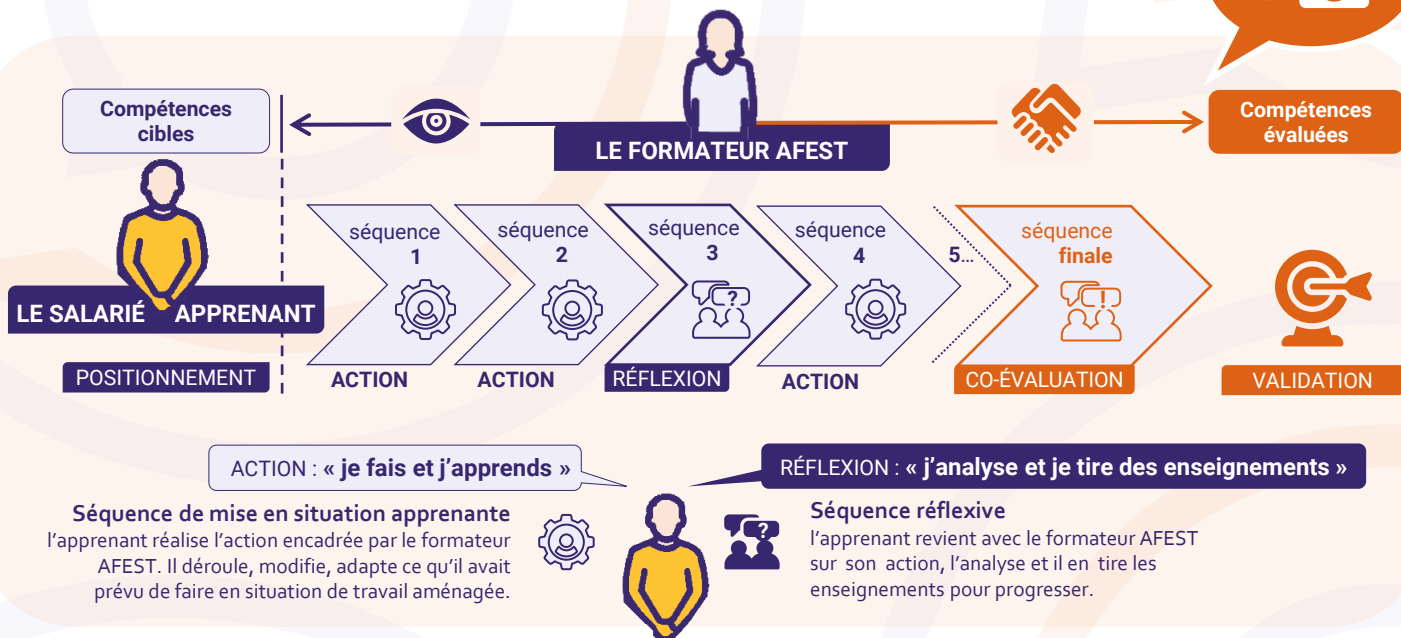 Compétences
cibles
LE FORMATEUR AFEST
Compétences
évaluées
LE SALARIÉ APPRENANT
POSITIONNEMENT
séquence
1
ACTION
séquence
2
ACTION
séquence
3
?
RÉFLEXION
séquence
4
ACTION
5...
séquence
finale
!
CO-ÉVALUATION
VALIDATION
ACTION : « je fais et j’apprends »
Séquence de mise en situation apprenante
l’apprenant réalise l’action encadrée par le formateur
AFEST. Il déroule, modifie, adapte ce qu’il avait
prévu de faire en situation de travail aménagée.
?
RÉFLEXION : « j’analyse et je tire des enseignements »
Séquence réflexive
l’apprenant revient avec le formateur AFEST
sur son action, l’analyse et il en tire les
enseignements pour progresser.